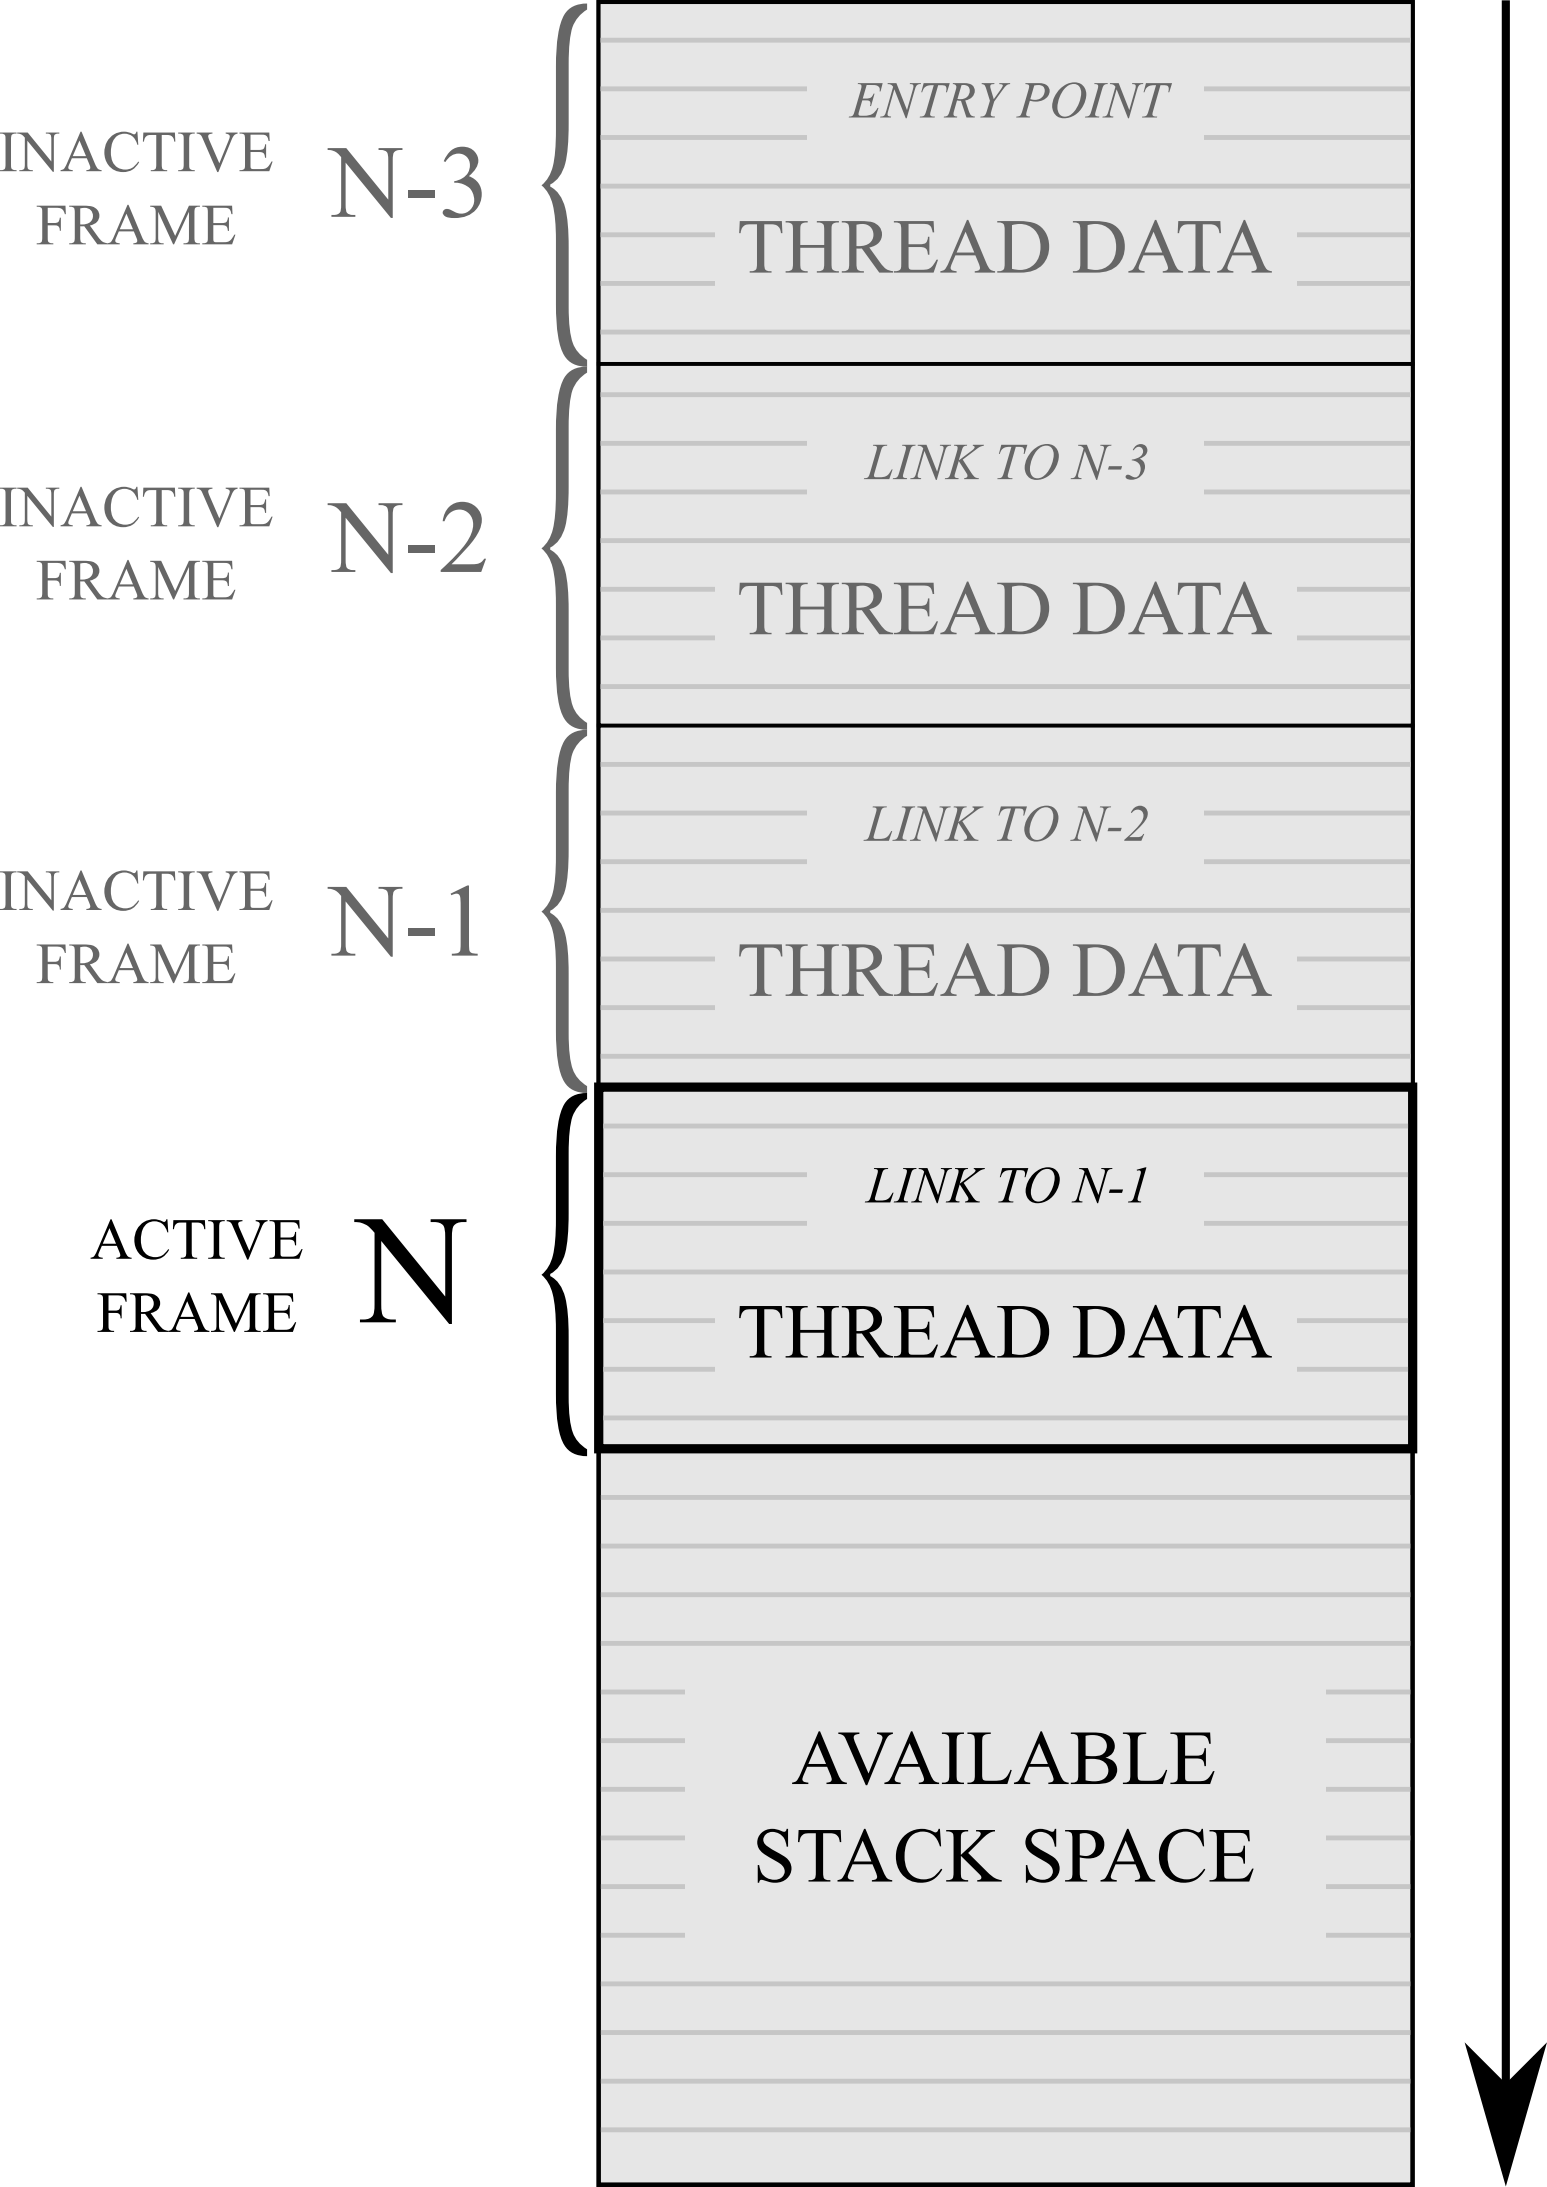 ENTRY POINT
INACTIVE
FRAME
N-3
THREAD DATA
LINK TO N-3
INACTIVE
FRAME
N-2
THREAD DATA
LINK TO N-2
INACTIVE
FRAME
N-1
THREAD DATA
LINK TO N-1
ACTIVE
FRAME
N
THREAD DATA
AVAILABLE
STACK SPACE